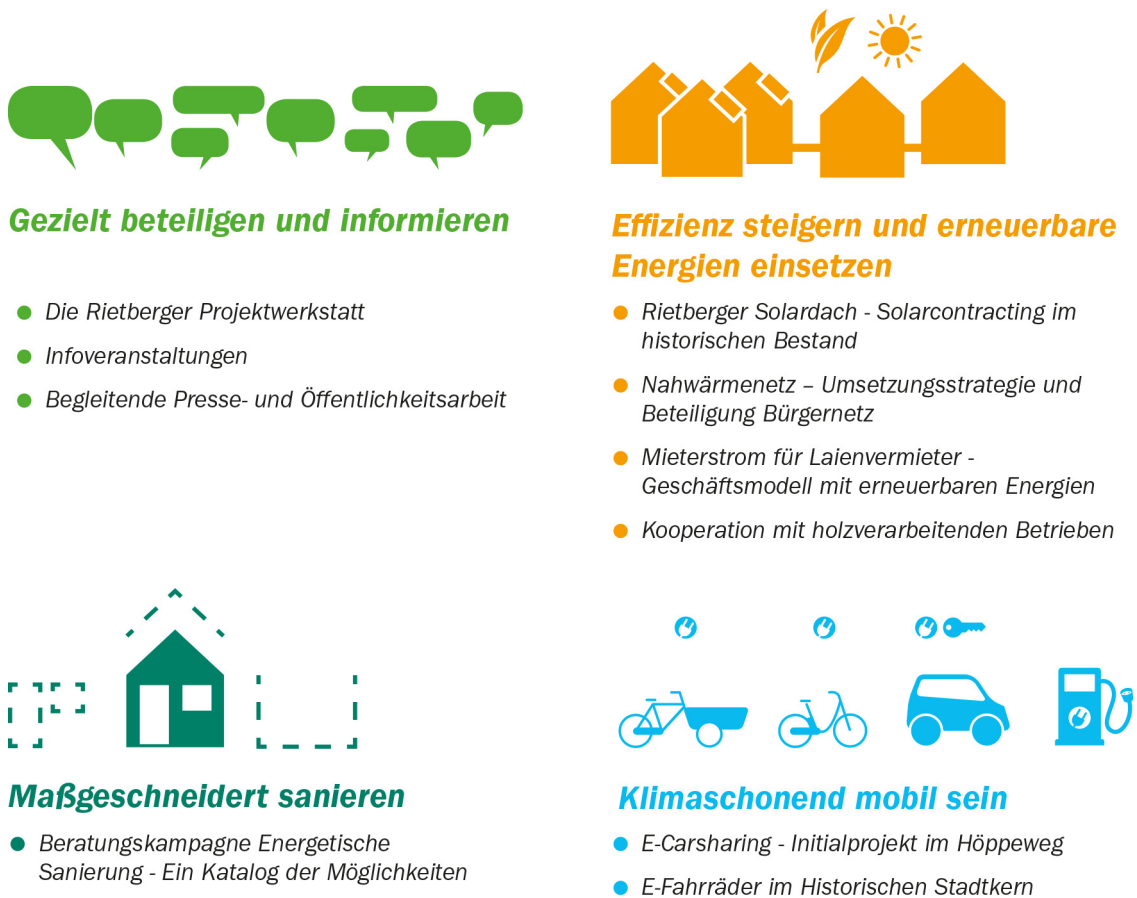 Gezielt beteiligen und informieren
● Die Rietberger Projektwerkstatt
● Infoveranstaltungen
● Begleitende Presse- und Öffentlichkeitsarbeit
Effizienz steigern und erneuerbare
Energien einsetzen
● Rietberger Solardach - Solarcontracting im
historischen Bestand
● Nahwärmenetz – Umsetzungsstrategie und
Beteiligung Bürgernetz
● Mieterstrom für Laienvermieter -
Geschäftsmodell mit erneuerbaren Energien
● Kooperation mit holzverarbeitenden Betrieben
Maßgeschneidert sanieren
● Beratungskampagne Energetische
Sanierung - Ein Katalog der Möglichkeiten
Klimaschonend mobil sein
● E-Carsharing - Initialprojekt im Höppeweg
● E-Fahrräder im Historischen Stadtkern